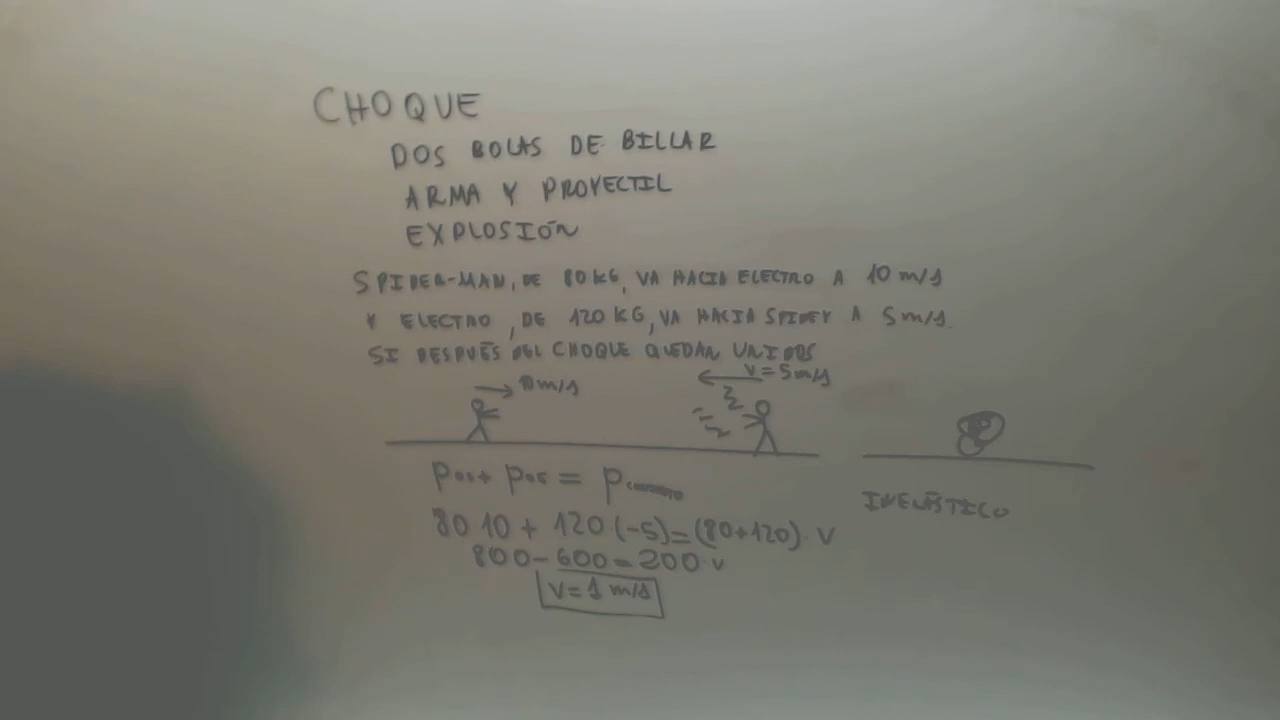 CHOQUE
DOS BOLAS DE BILLAR
ARMA Y PROYECTIL
EXPLOSIÓN
SPIDER-MAN, DE 80 KG, VA HACIA ELECTRO A 10 m/s
Y ELECTRO, DE 120 KG, VA HACIA SPIDEY A 5 m/s.
SI DESPUÉS DEL CHOQUE QUEDAN UNIDOS
10 m/s
V = 5 m/s
INELÁSTICO
80 10 + 120 (-5) = (80+120) · V
800 - 600 = 200 · V
V = 1 m/s